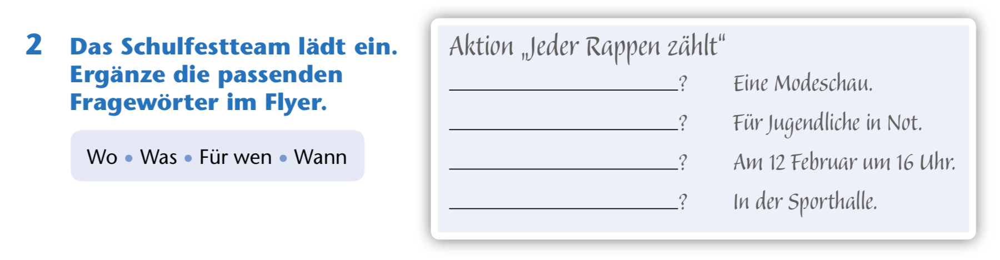 2 Das Schulfestteam lädt ein.
Ergänze die passenden
Fragewörter im Flyer.
Wo • Was • Für wen • Wann
Aktion „Jeder Rappen zählt“
? Eine Modeschau.
? Für Jugendliche in Not.
? Am 12 Februar um 16 Uhr.
? In der Sporthalle.